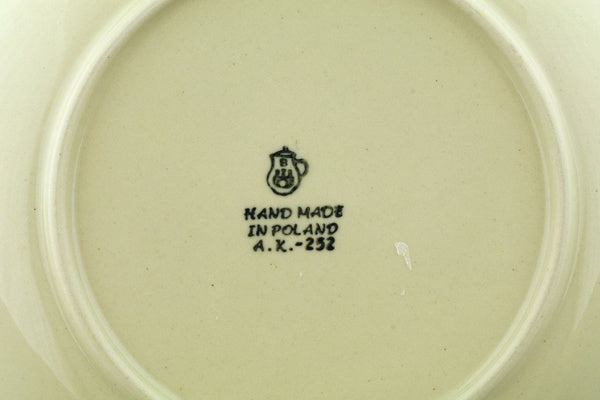 B
HAND MADE
IN POLAND
A.K.-252